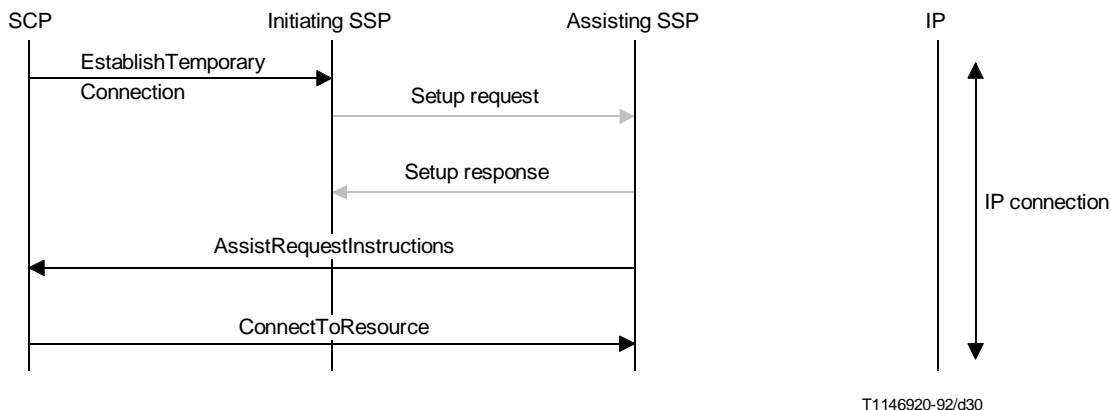 SCP
Initiating SSP
Assisting SSP
IP
EstablishTemporary
Connection
Setup request
Setup response
IP connection
AssistRequestInstructions
ConnectToResource
T1146920-92/d30